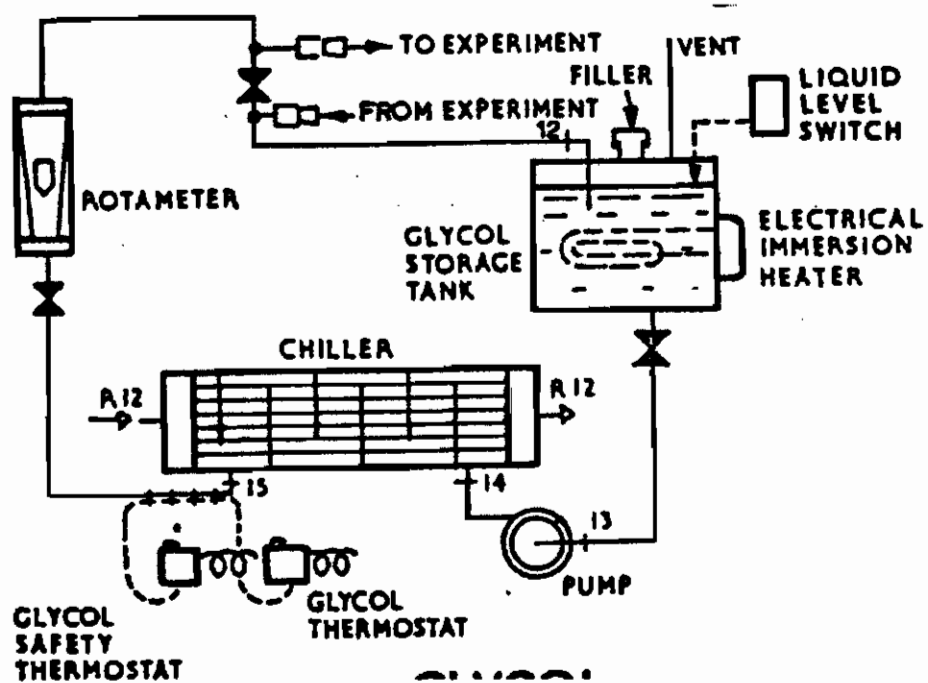 TO EXPERIMENT
VENT
FILLER
LIQUID
LEVEL
SWITCH
FROM EXPERIMENT
12
ROTAMETER
GLYCOL
STORAGE
TANK
ELECTRICAL
IMMERSION
HEATER
CHILLER
R12
R12
15
14
13
PUMP
GLYCOL
THERMOSTAT
GLYCOL
SAFETY
THERMOSTAT